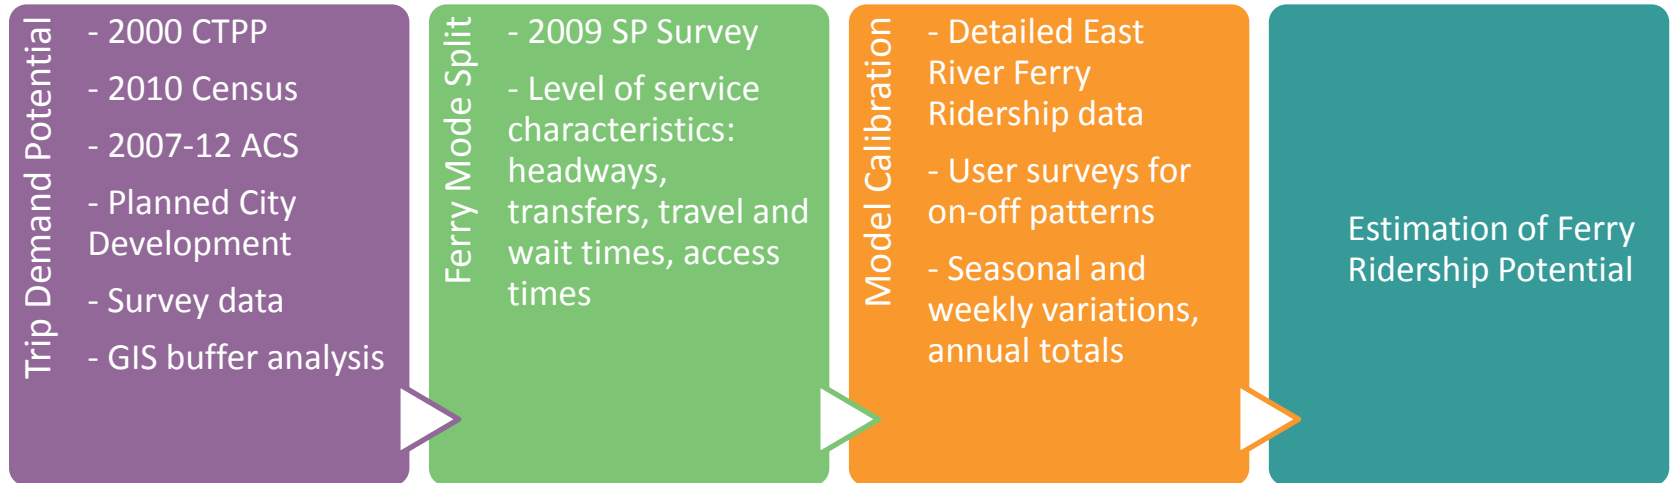 Trip Demand Potential
- 2000 CTPP
- 2010 Census
- 2007-12 ACS
- Planned City
Development
- Survey data
- GIS buffer analysis
Ferry Mode Split
- 2009 SP Survey
- Level of service
characteristics:
headways,
transfers, travel and
wait times, access
times
Model Calibration
- Detailed East
River Ferry
Ridership data
- User surveys for
on-off patterns
- Seasonal and
weekly variations,
annual totals
Estimation of Ferry
Ridership Potential